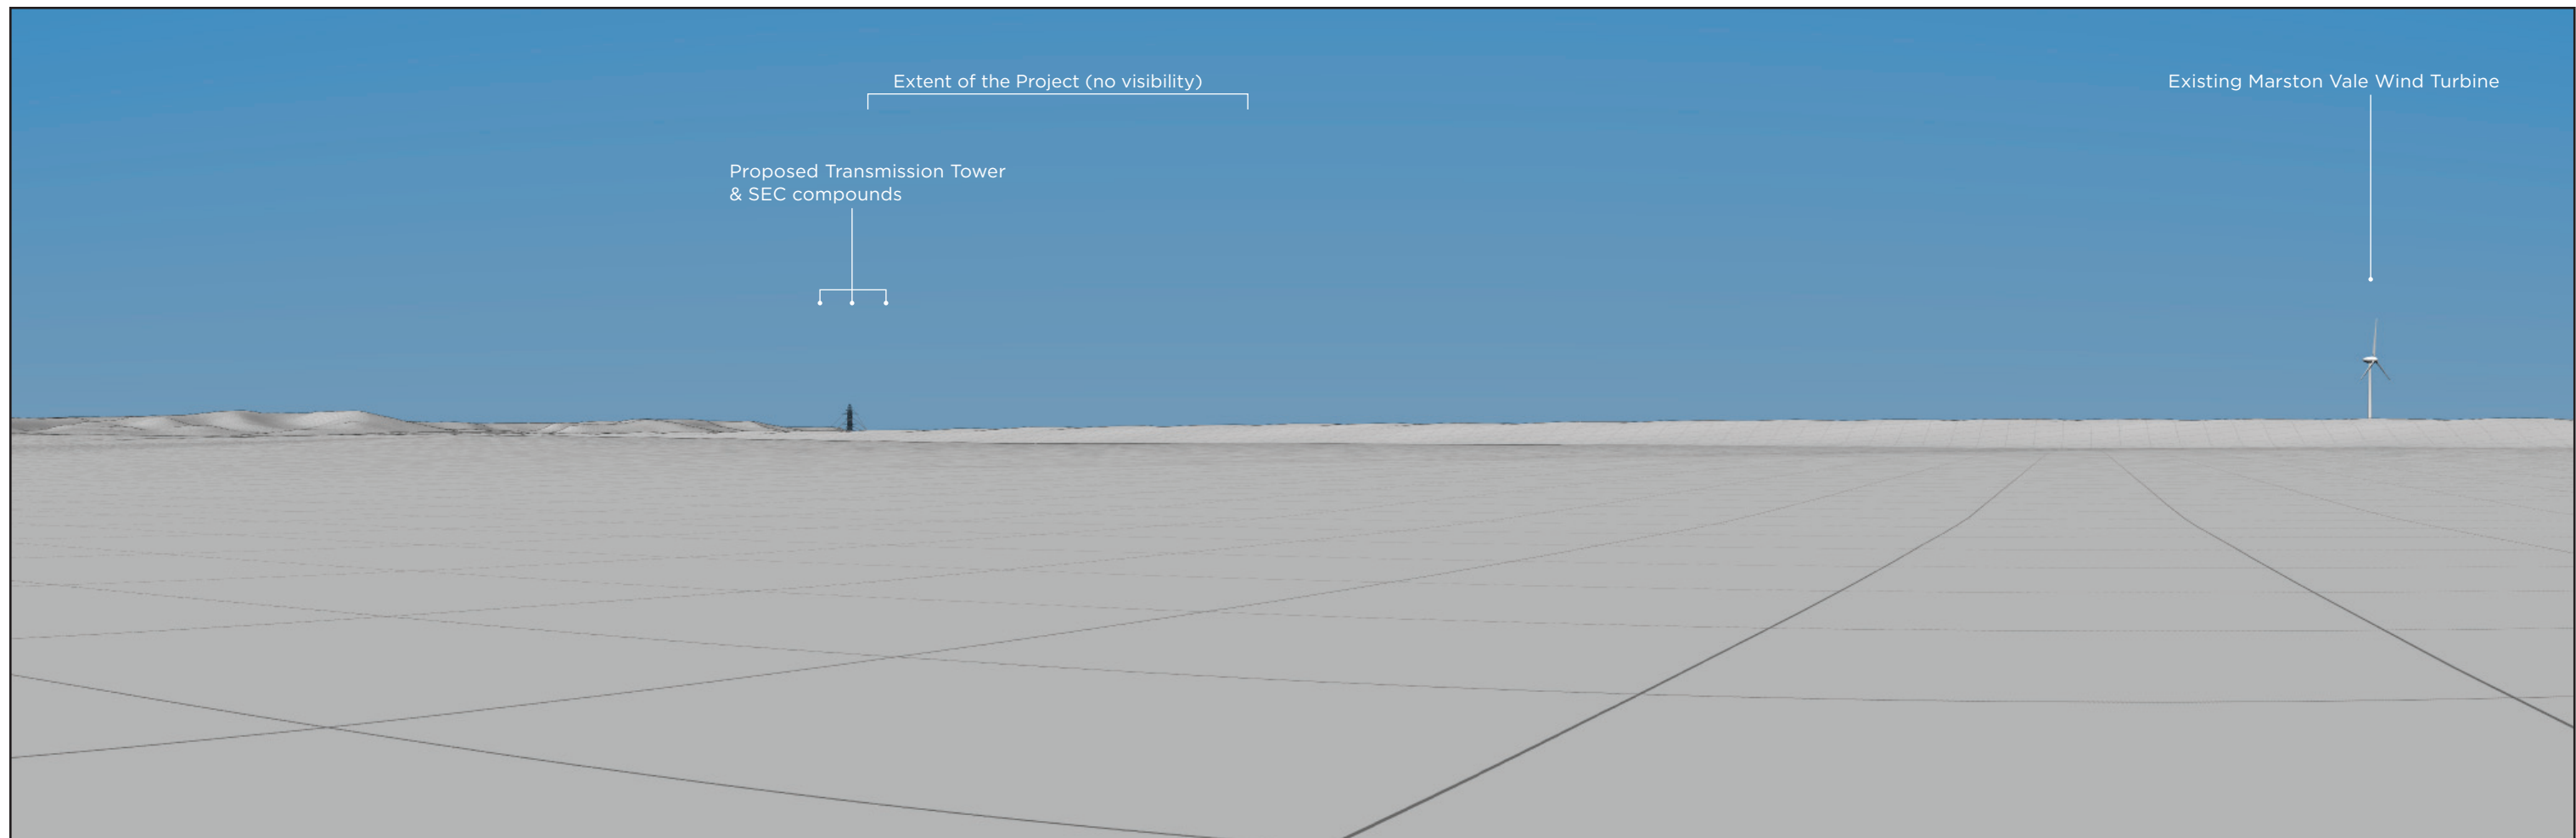 Extent of the Project (no visibility)
Existing Marston Vale Wind Turbine
Proposed Transmission Tower
& SEC compounds